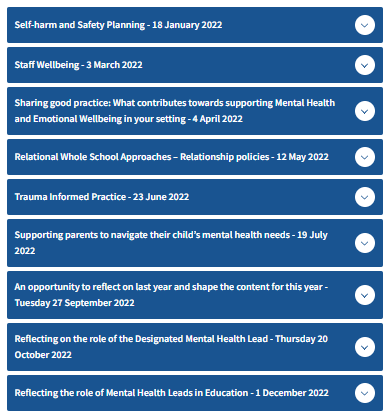 Self-harm and Safety Planning - 18 January 2022
Staff Wellbeing - 3 March 2022
Sharing good practice: What contributes towards supporting Mental Health
and Emotional Wellbeing in your setting - 4 April 2022
Relational Whole School Approaches – Relationship policies - 12 May 2022
Trauma Informed Practice - 23 June 2022
Supporting parents to navigate their child's mental health needs - 19 July
2022
An opportunity to reflect on last year and shape the content for this year -
Tuesday 27 September 2022
Reflecting on the role of the Designated Mental Health Lead - Thursday 20
October 2022
Reflecting the role of Mental Health Leads in Education - 1 December 2022